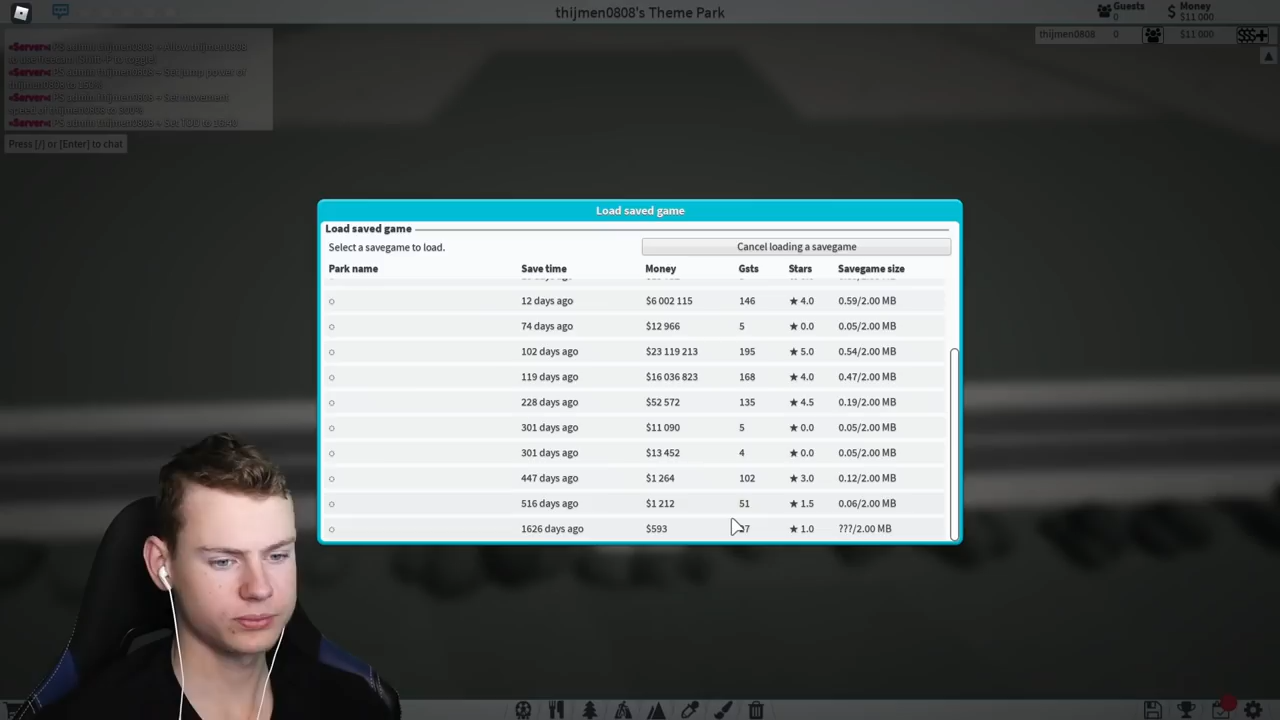 thijmen0808's Theme Park
Guests
0
Money
$11 000
thijmen0808 0 $11 000 $$$+
Press [/] or [Enter] to chat
Load saved game
Load saved game
Select a savegame to load.
Cancel loading a savegame
Park name Save time Money Gsts Stars Savegame size
12 days ago $6 002 115 146 ★ 4.0 0.59/2.00 MB
74 days ago $12 966 5 ★ 0.0 0.05/2.00 MB
102 days ago $23 119 213 195 ★ 5.0 0.54/2.00 MB
119 days ago $16 036 823 168 ★ 4.0 0.47/2.00 MB
228 days ago $52 572 135 ★ 4.5 0.19/2.00 MB
301 days ago $11 090 5 ★ 0.0 0.05/2.00 MB
301 days ago $13 452 4 ★ 0.0 0.05/2.00 MB
447 days ago $1 264 102 ★ 3.0 0.12/2.00 MB
516 days ago $1 212 51 ★ 1.5 0.06/2.00 MB
1626 days ago $593 ★ 1.0 ???/2.00 MB